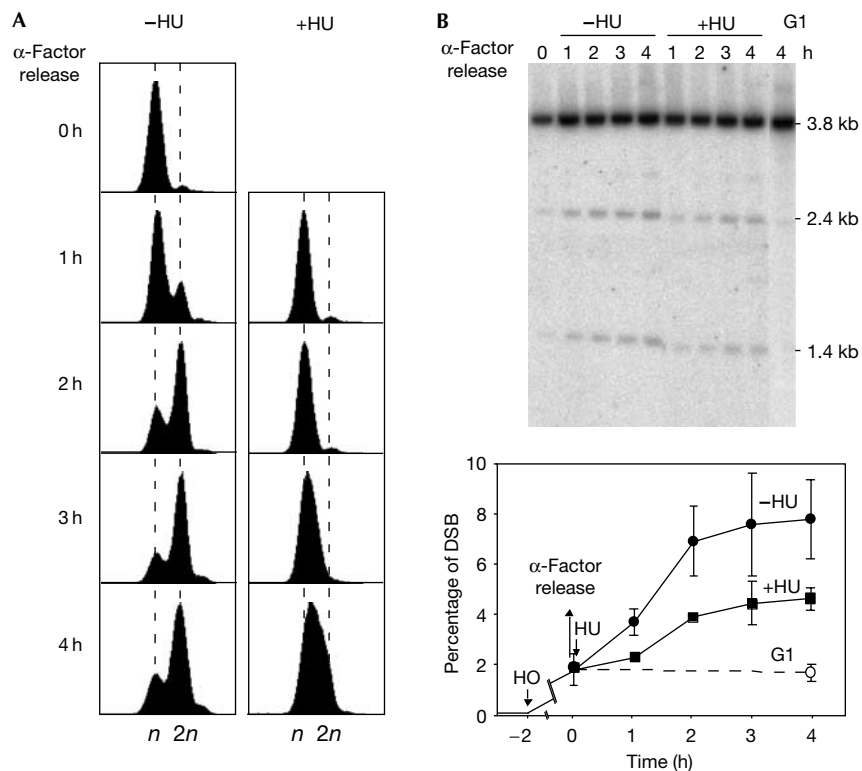 A
–HU +HU
α-Factor
release
0 h
1 h
2 h
3 h
4 h
n 2n n 2n
B
–HU +HU G1
α-Factor
release
0 1 2 3 4 1 2 3 4 4 h
3.8 kb
2.4 kb
1.4 kb
Percentage of DSB
10
8
6
4
2
0
–HU
α-Factor
release
+HU
HU
HO
G1
–2 0 1 2 3 4
Time (h)